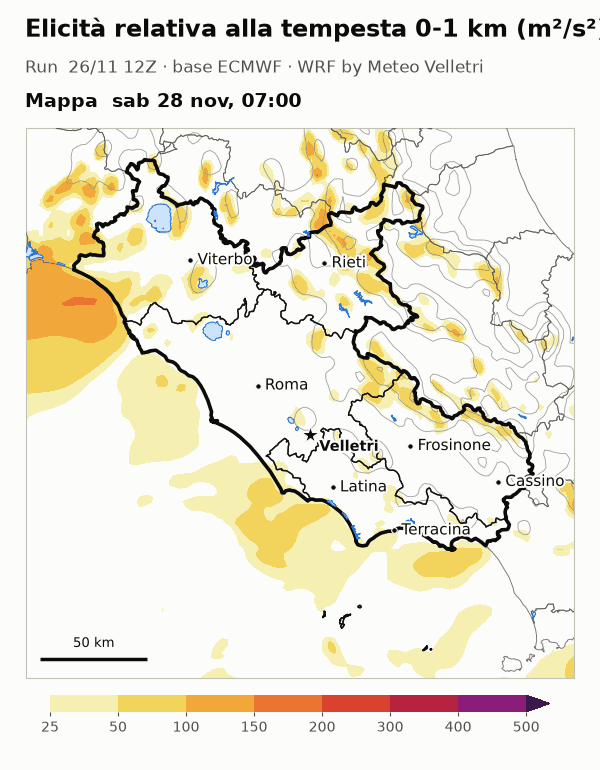 Elicità relativa alla tempesta 0-1 km (m²/s²)
Run  26/11 12Z · base ECMWF · WRF by Meteo Velletri
Mappa  sab 28 nov, 07:00
Viterbo
Rieti
Roma
Velletri
Frosinone
Latina
Cassino
Terracina
50 km
25 50 100 150 200 300 400 500